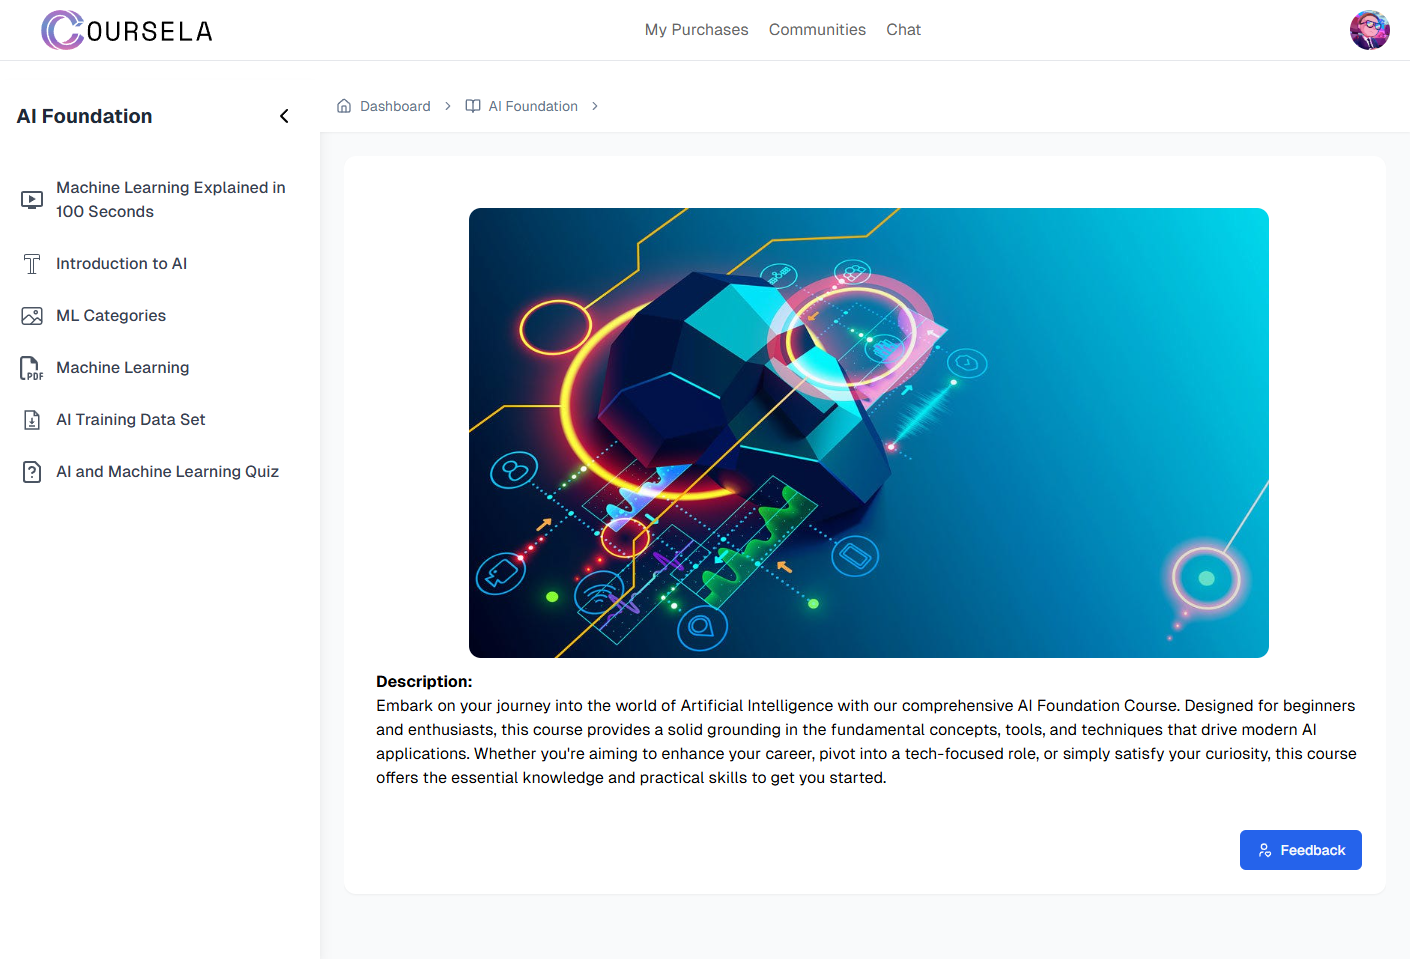 COURSELA
My Purchases Communities Chat
AI Foundation
Dashboard > AI Foundation >
Machine Learning Explained in
100 Seconds
Introduction to AI
ML Categories
PDF Machine Learning
AI Training Data Set
AI and Machine Learning Quiz
Description:
Embark on your journey into the world of Artificial Intelligence with our comprehensive AI Foundation Course. Designed for beginners
and enthusiasts, this course provides a solid grounding in the fundamental concepts, tools, and techniques that drive modern AI
applications. Whether you're aiming to enhance your career, pivot into a tech-focused role, or simply satisfy your curiosity, this course
offers the essential knowledge and practical skills to get you started.
Feedback